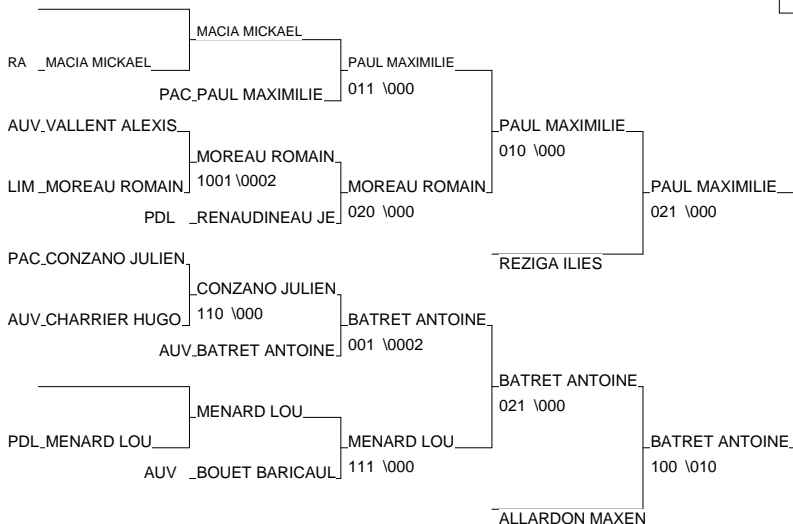 MACIA MICKAEL
RA MACIA MICKAEL
PAUL MAXIMILIE
PAC PAUL MAXIMILIE
011 \000
AUV VALLENT ALEXIS
PAUL MAXIMILIE
010 \000
MOREAU ROMAIN
1001 \0002
LIM MOREAU ROMAIN
MOREAU ROMAIN
PAUL MAXIMILIE
020 \000
021 \000
PDL RENAUDINEAU JE
PAC CONZANO JULIEN
REZIGA ILIES
CONZANO JULIEN
110 \000
AUV CHARRIER HUGO
BATRET ANTOINE
001 \0002
AUV BATRET ANTOINE
BATRET ANTOINE
021 \000
MENARD LOU
PDL MENARD LOU
MENARD LOU
BATRET ANTOINE
111 \000
100 \010
AUV BOUET BARICAUL
ALLARDON MAXEN